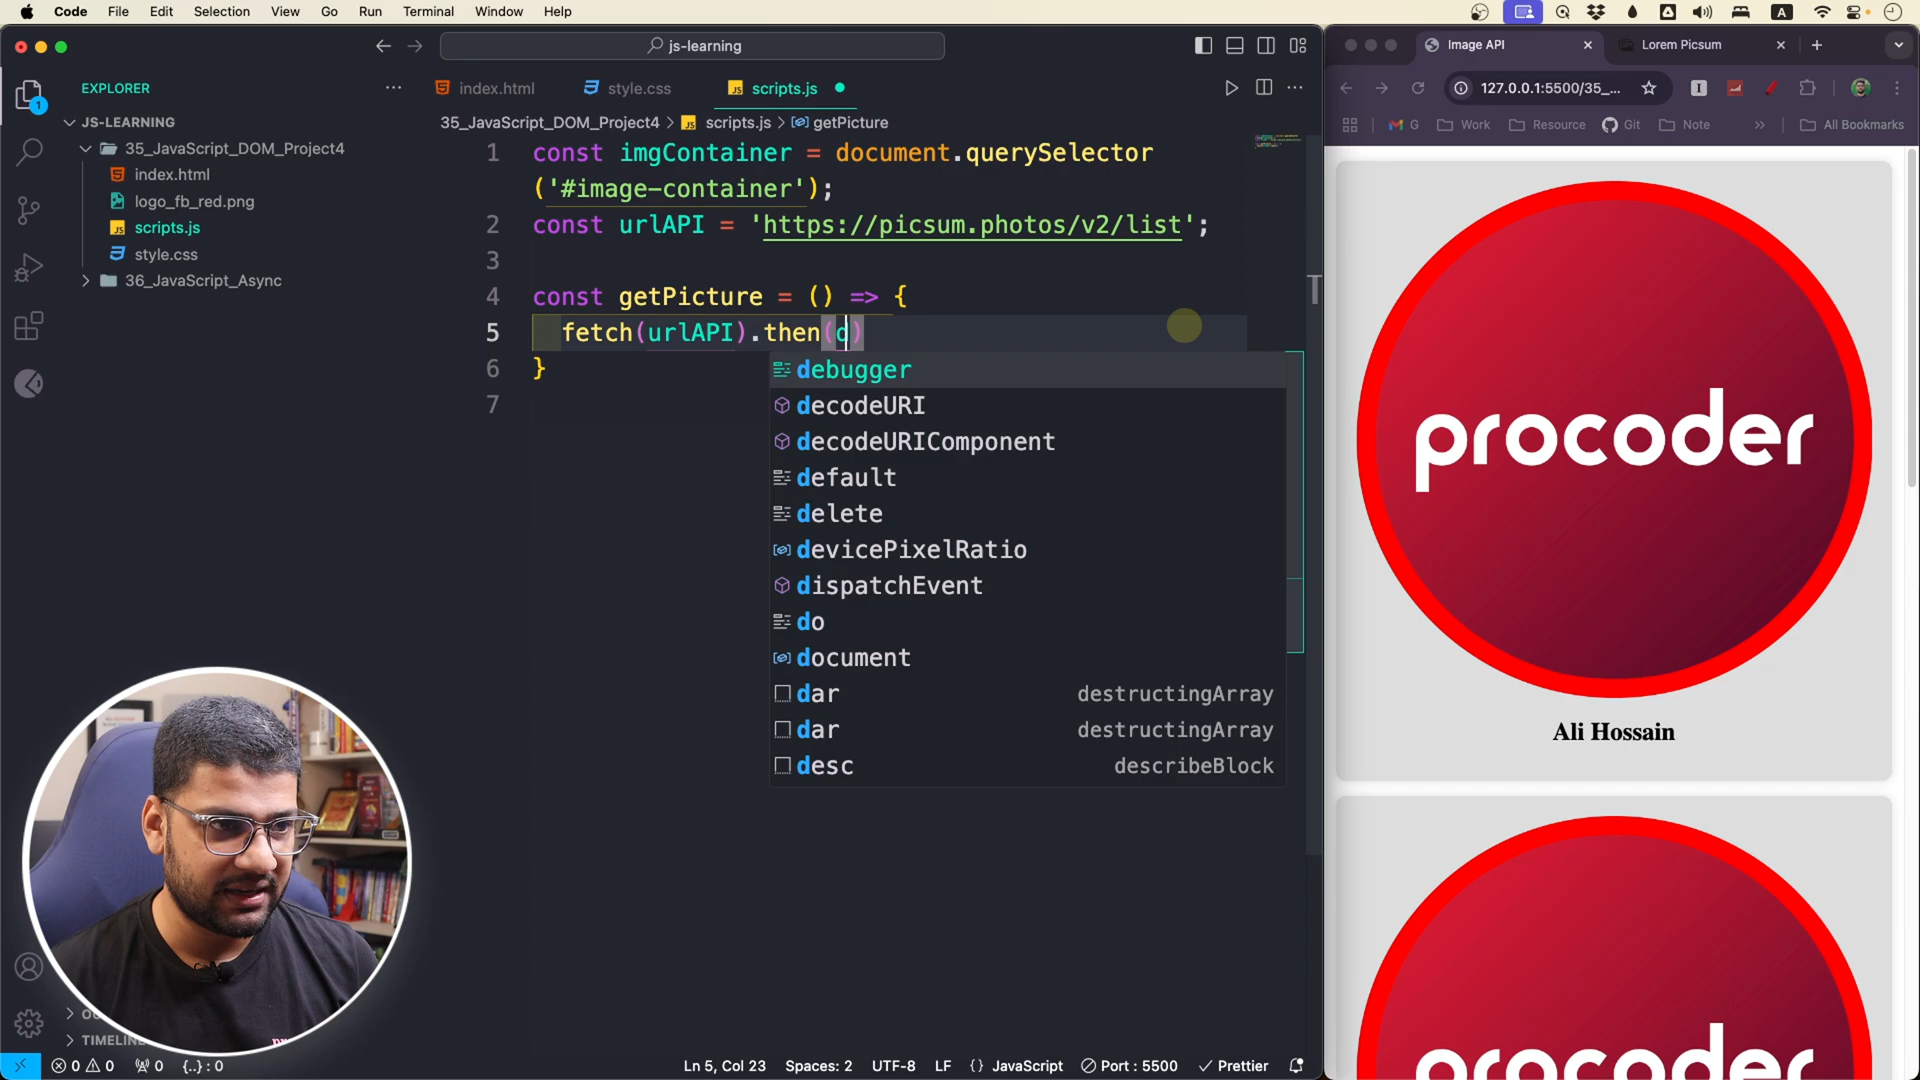 Code File Edit Selection View Go Run Terminal Window Help
A
js-learning
EXPLORER
1
JS-LEARNING
35_JavaScript_DOM_Project4
index.html
logo_fb_red.png
scripts.js
style.css
36_JavaScript_Async
TIMELINE
index.html style.css scripts.js
35_JavaScript_DOM_Project4 > scripts.js > getPicture
1 const imgContainer = document.querySelector
('#image-container');
2 const urlAPI = 'https://picsum.photos/v2/list';
3
4 const getPicture = () => {
5 fetch(urlAPI).then(d)
6 }
7
debugger
decodeURI
decodeURIComponent
default
delete
devicePixelRatio
dispatchEvent
do
document
dar destructingArray
dar destructingArray
desc describeBlock
0 0 0 {..} : 0
Ln 5, Col 23 Spaces: 2 UTF-8 LF {} JavaScript Port : 5500 Prettier
Image API Lorem Picsum
127.0.0.1:5500/35_...
G Work Resource Git Note >> All Bookmarks
procoder
Ali Hossain
procoder